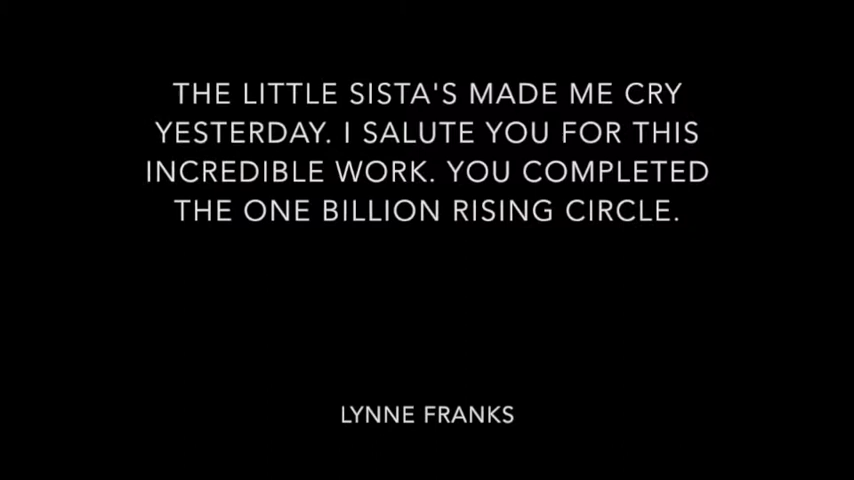 THE LITTLE SISTA'S MADE ME CRY
YESTERDAY. I SALUTE YOU FOR THIS
INCREDIBLE WORK. YOU COMPLETED
THE ONE BILLION RISING CIRCLE.
LYNNE FRANKS